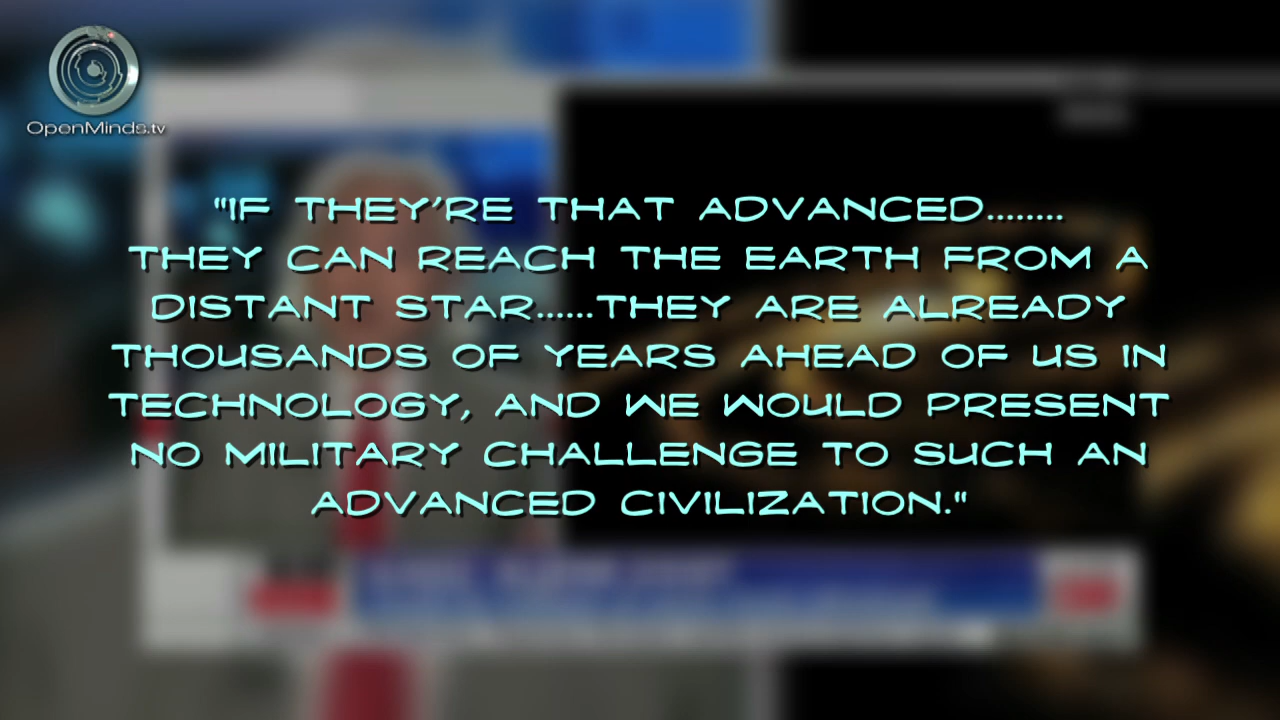 OpenMinds.tv
"IF THEY'RE THAT ADVANCED........
THEY CAN REACH THE EARTH FROM A
DISTANT STAR......THEY ARE ALREADY
THOUSANDS OF YEARS AHEAD OF US IN
TECHNOLOGY, AND WE WOULD PRESENT
NO MILITARY CHALLENGE TO SUCH AN
ADVANCED CIVILIZATION."